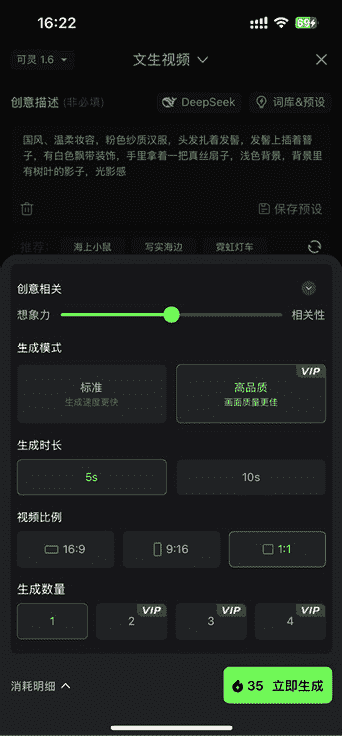 16:22
69
可灵 1.6
文生视频
创意描述 (非必填)
DeepSeek
词库&预设
国风、温柔妆容，粉色纱质汉服，头发扎着发髻，发髻上插着簪
子，有白色飘带装饰，手里拿着一把真丝扇子，浅色背景，背景里
有树叶的影子，光影感
保存预设
推荐：
海上小鼠
写实海边
霓虹灯车
创意相关
想象力
相关性
生成模式
标准
生成速度更快
VIP
高品质
画面质量更佳
生成时长
5s
10s
视频比例
16:9
9:16
1:1
生成数量
1
VIP
2
VIP
3
VIP
4
消耗明细
35 立即生成